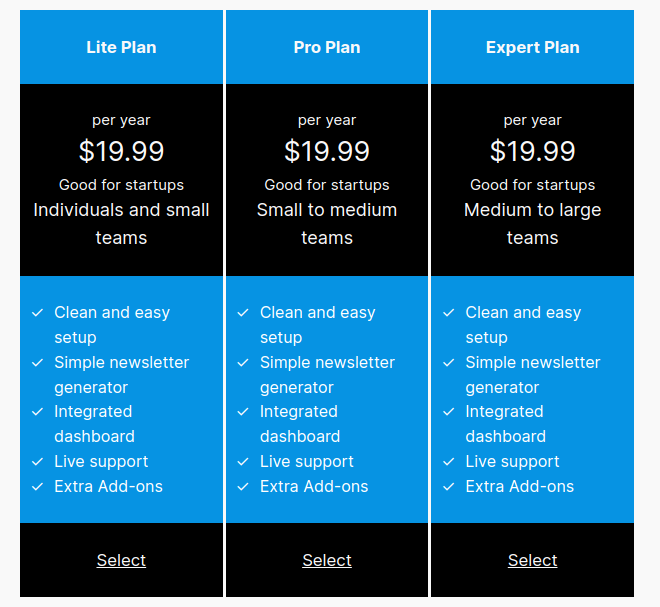 Lite Plan
per year
$19.99
Good for startups
Individuals and small
teams
✓ Clean and easy
setup
✓ Simple newsletter
generator
✓ Integrated
dashboard
✓ Live support
✓ Extra Add-ons
Select
Pro Plan
per year
$19.99
Good for startups
Small to medium
teams
✓ Clean and easy
setup
✓ Simple newsletter
generator
✓ Integrated
dashboard
✓ Live support
✓ Extra Add-ons
Select
Expert Plan
per year
$19.99
Good for startups
Medium to large
teams
✓ Clean and easy
setup
✓ Simple newsletter
generator
✓ Integrated
dashboard
✓ Live support
✓ Extra Add-ons
Select